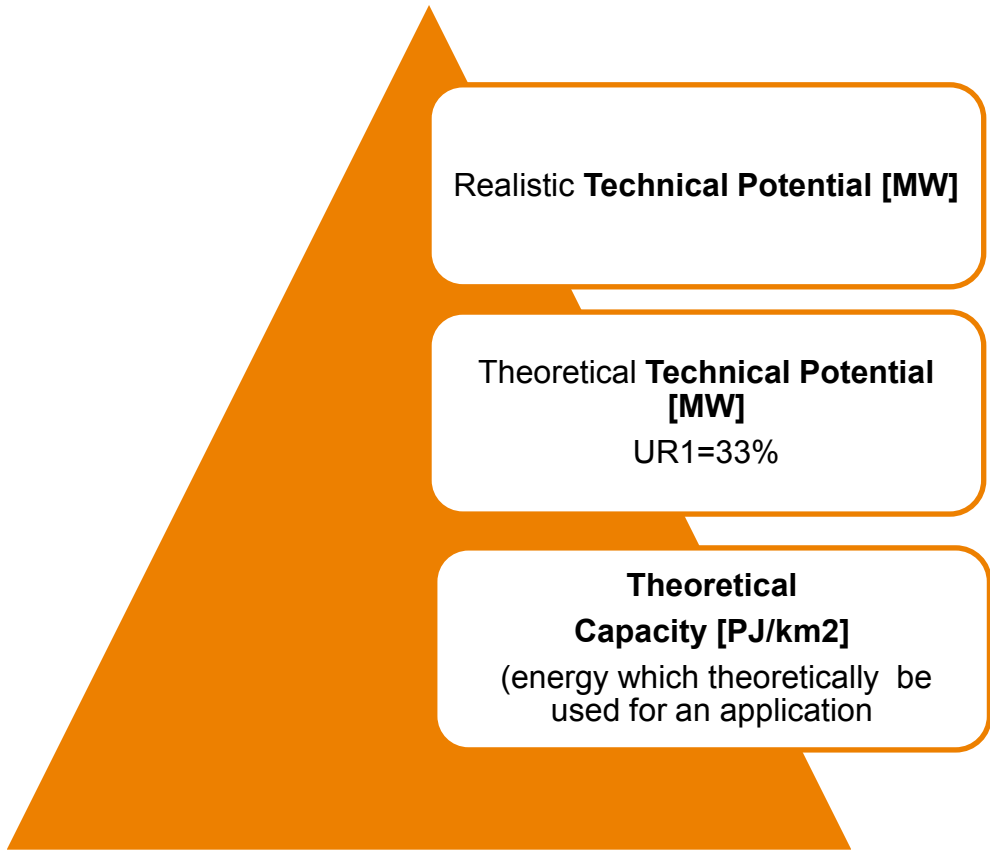 Realistic Technical Potential [MW]
Theoretical Technical Potential
[MW]
UR1=33%
Theoretical
Capacity [PJ/km2]
(energy which theoretically  be
used for an application